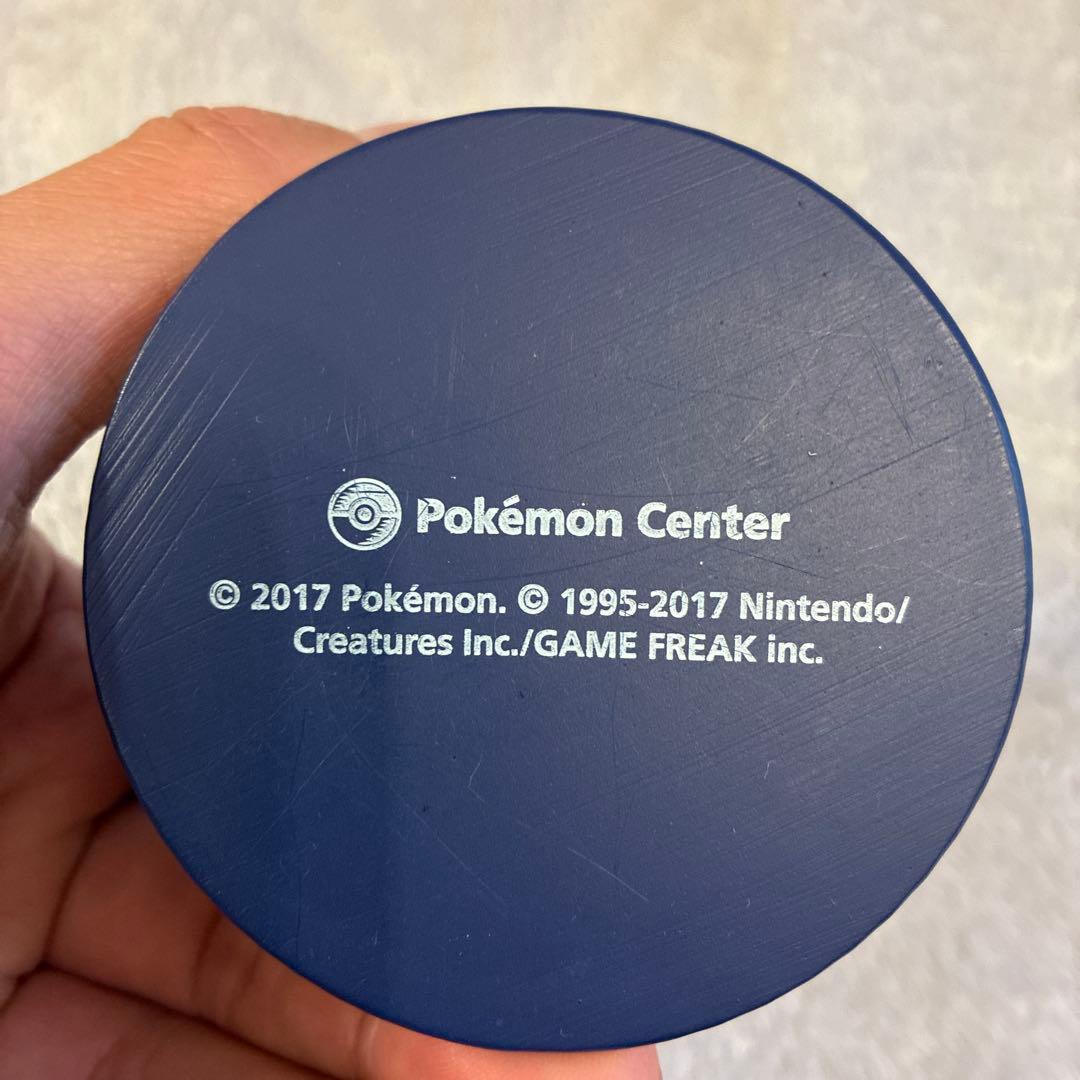 Pokémon Center
© 2017 Pokémon. © 1995-2017 Nintendo/
Creatures Inc./GAME FREAK inc.